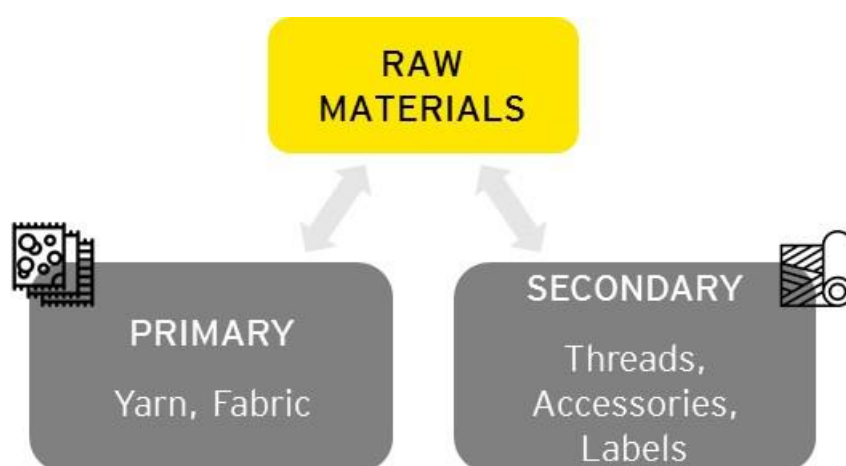 RAW
MATERIALS
PRIMARY
Yarn, Fabric
SECONDARY
Threads,
Accessories,
Labels